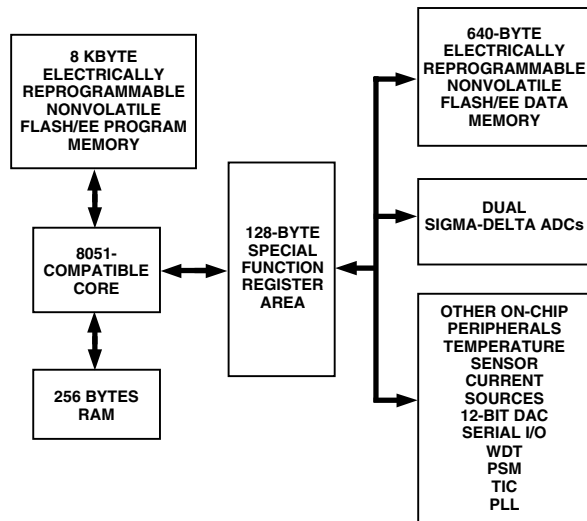 8 KBYTE
ELECTRICALLY
REPROGRAMMABLE
NONVOLATILE
FLASH/EE PROGRAM
MEMORY
8051-
COMPATIBLE
CORE
256 BYTES
RAM
128-BYTE
SPECIAL
FUNCTION
REGISTER
AREA
640-BYTE
ELECTRICALLY
REPROGRAMMABLE
NONVOLATILE
FLASH/EE DATA
MEMORY
DUAL
SIGMA-DELTA ADCs
OTHER ON-CHIP
PERIPHERALS
TEMPERATURE
SENSOR
CURRENT
SOURCES
12-BIT DAC
SERIAL I/O
WDT
PSM
TIC
PLL